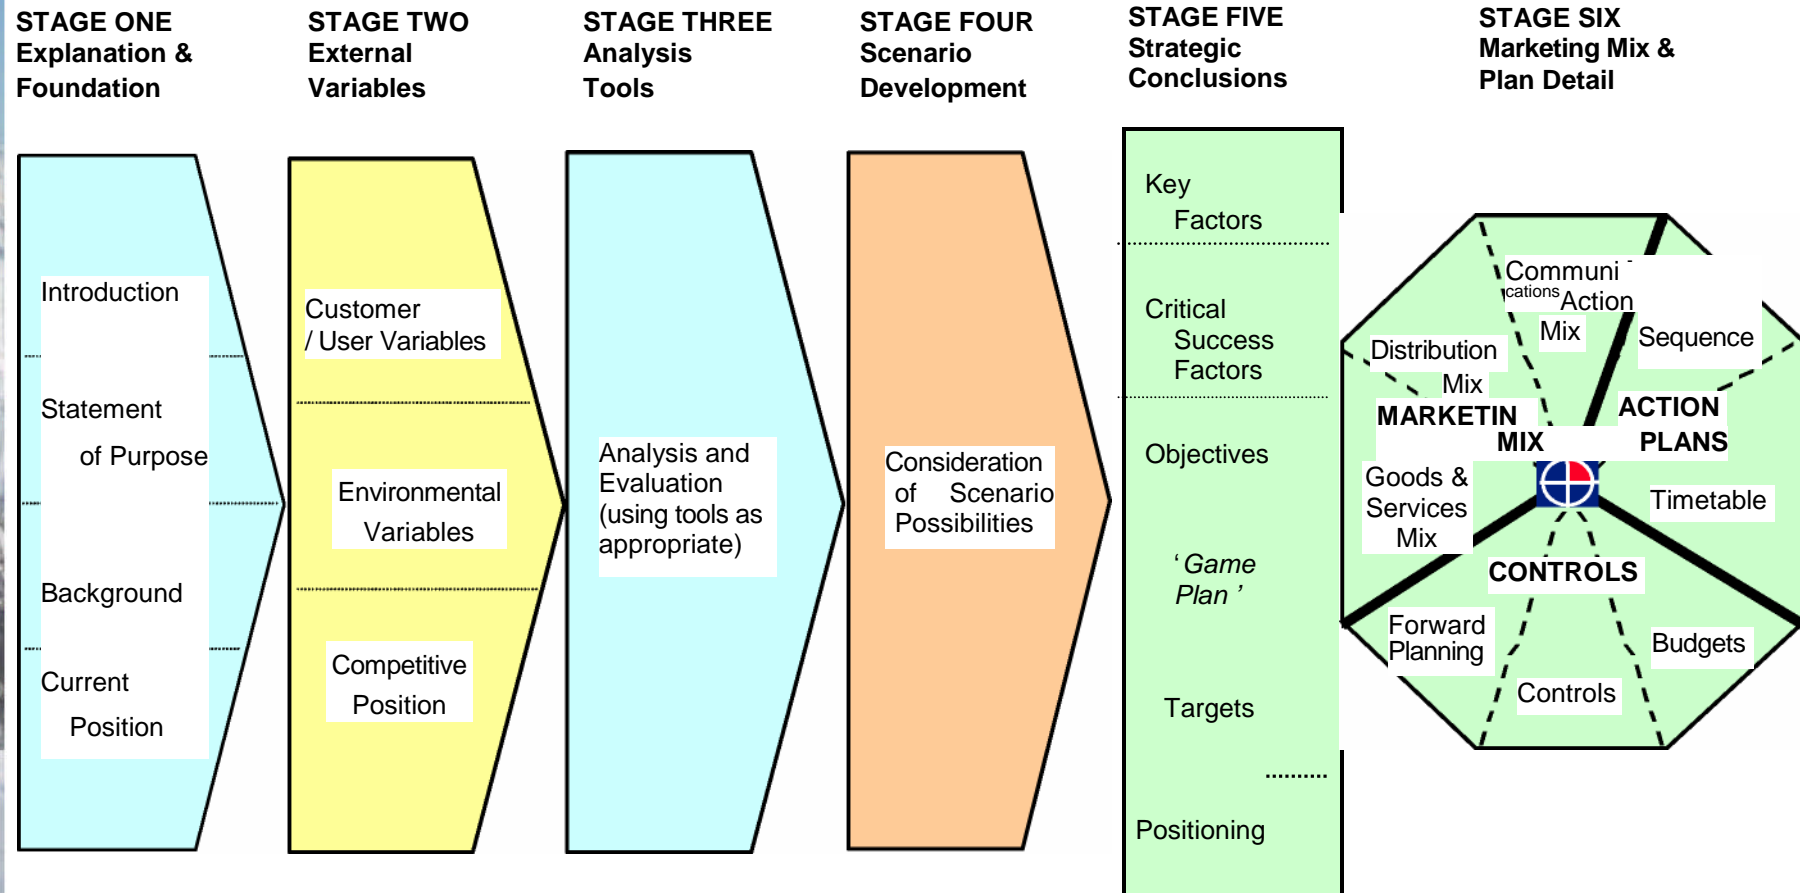 STAGE ONE
Explanation &
Foundation
STAGE TWO
External
Variables
STAGE THREE
Analysis
Tools
STAGE FOUR
Scenario
Development
STAGE FIVE
Strategic
Conclusions
STAGE SIX
Marketing Mix &
Plan Detail
Introduction
Statement
of Purpose
Background
Current
Position
Customer
/ User Variables
Environmental
Variables
Competitive
Position
Analysis and
Evaluation
(using tools as
appropriate)
Consideration
of Scenario
Possibilities
Key
Factors
Critical
Success
Factors
Objectives
‘Game
Plan ’
Targets
Positioning
Communi -
cations Action
Mix
Sequence
Distribution
Mix
MARKETIN
MIX
ACTION
PLANS
Goods &
Services
Mix
Timetable
CONTROLS
Forward
Planning
Controls
Budgets